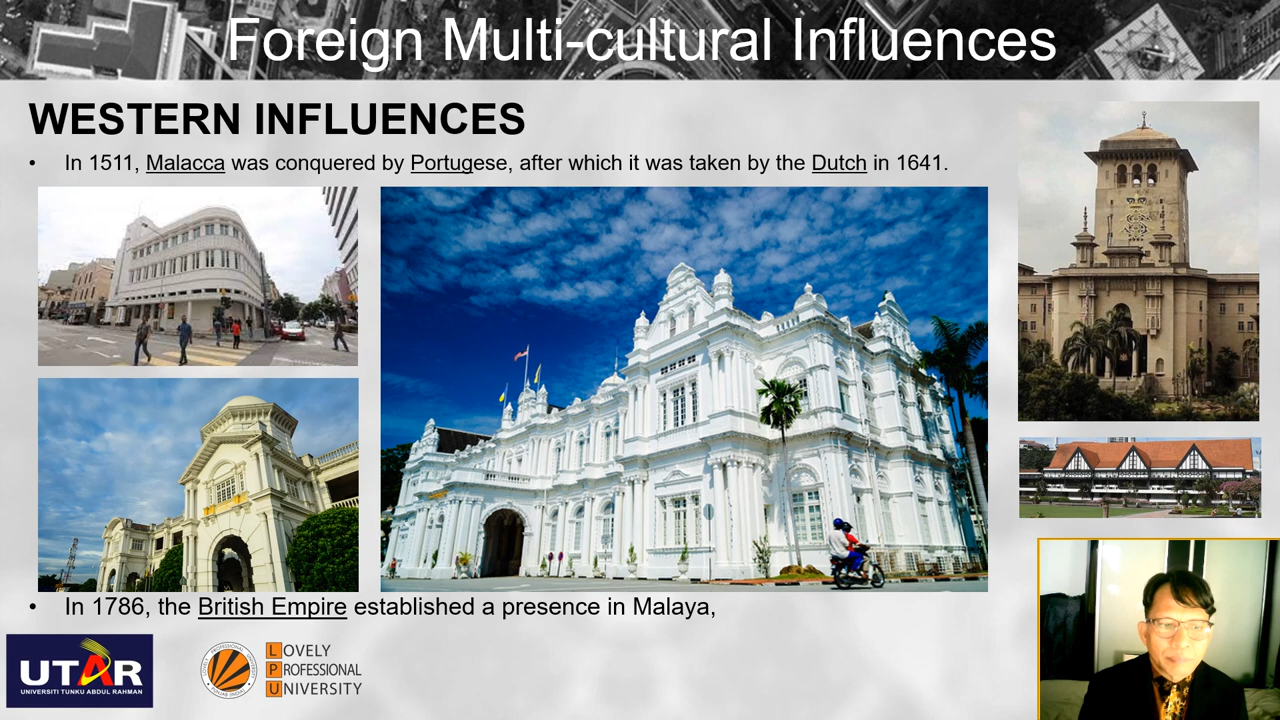 Foreign Multi-cultural Influences
WESTERN INFLUENCES
• In 1511, Malacca was conquered by Portugese, after which it was taken by the Dutch in 1641.
• In 1786, the British Empire established a presence in Malaya,
UTAR
UNIVERSITI TUNKU ABDUL RAHMAN
LOVELY
PROFESSIONAL
UNIVERSITY